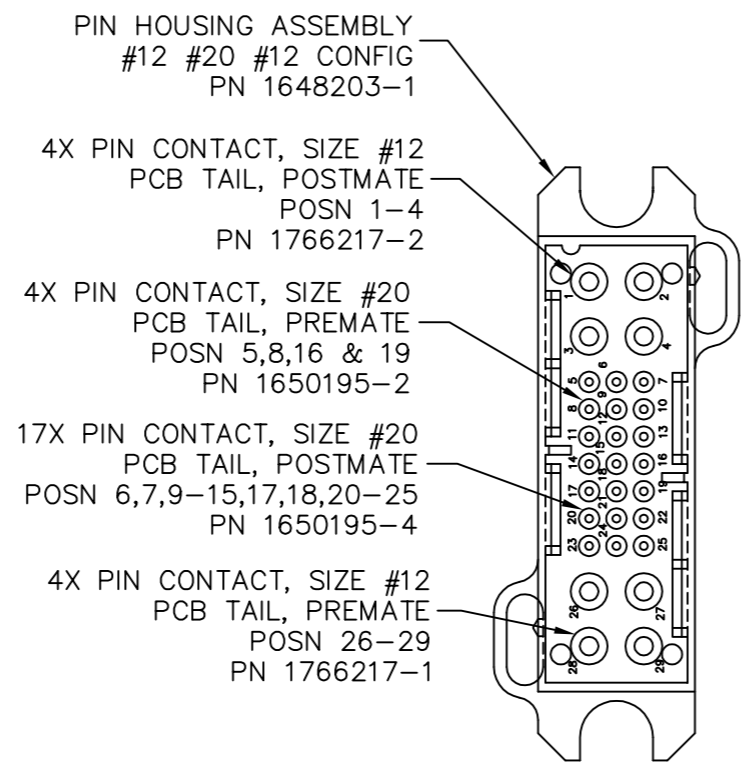 PIN HOUSING ASSEMBLY
#12 #20 #12 CONFIG
PN 1648203-1
4X PIN CONTACT, SIZE #12
PCB TAIL, POSTMATE
POSN 1-4
PN 1766217-2
4X PIN CONTACT, SIZE #20
PCB TAIL, PREMATE
POSN 5,8,16 & 19
PN 1650195-2
17X PIN CONTACT, SIZE #20
PCB TAIL, POSTMATE
POSN 6,7,9-15,17,18,20-25
PN 1650195-4
4X PIN CONTACT, SIZE #12
PCB TAIL, PREMATE
POSN 26-29
PN 1766217-1
1 2
3 4
5 6 7
8 9 10
11 12 13
14 15 16
17 18 19
20 21 22
23 24 25
26 27
28 29